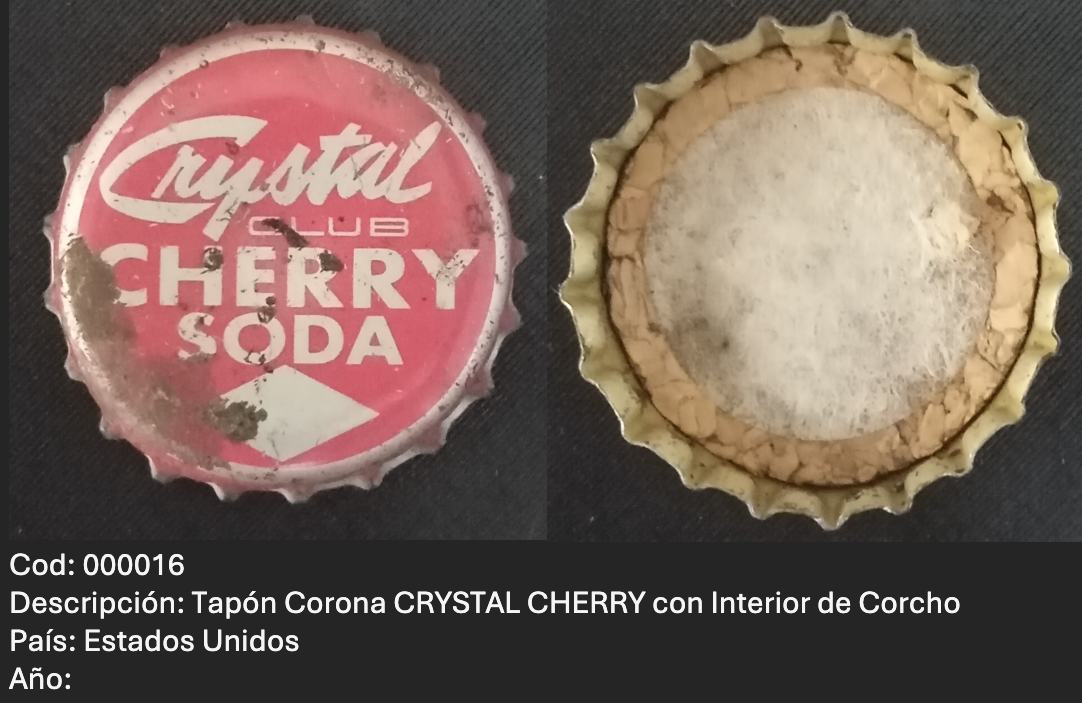 Crystal
CLUB
CHERRY
SODA
Cod: 000016
Descripción: Tapón Corona CRYSTAL CHERRY con Interior de Corcho
País: Estados Unidos
Año: